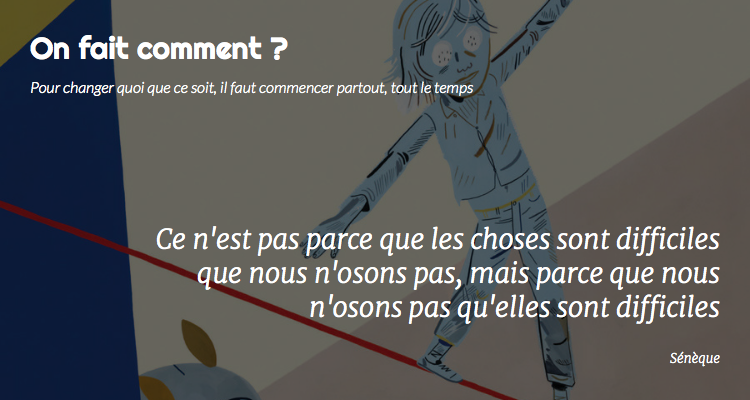 On fait comment ?
Pour changer quoi que ce soit, il faut commencer partout, tout le temps
Ce n'est pas parce que les choses sont difficiles
que nous n'osons pas, mais parce que nous
n'osons pas qu'elles sont difficiles
Sénèque